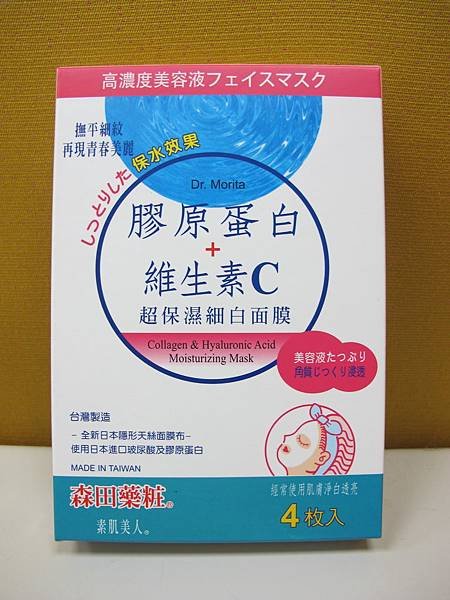 高濃度美容液フェイスマスク
撫平細紋
再現青春美麗
しっとりした保水效果
Dr. Morita
膠原蛋白
+
維生素C
超保濕細白面膜
Collagen & Hyaluronic Acid
Moisturizing Mask
美容液たっぷり
角質じっくり浸透
台灣製造
- 全新日本隱形天絲面膜布-
使用日本進口玻尿酸及膠原蛋白
MADE IN TAIWAN
森田藥粧®
素肌美人®
經常使用肌膚淨白透亮
4枚入